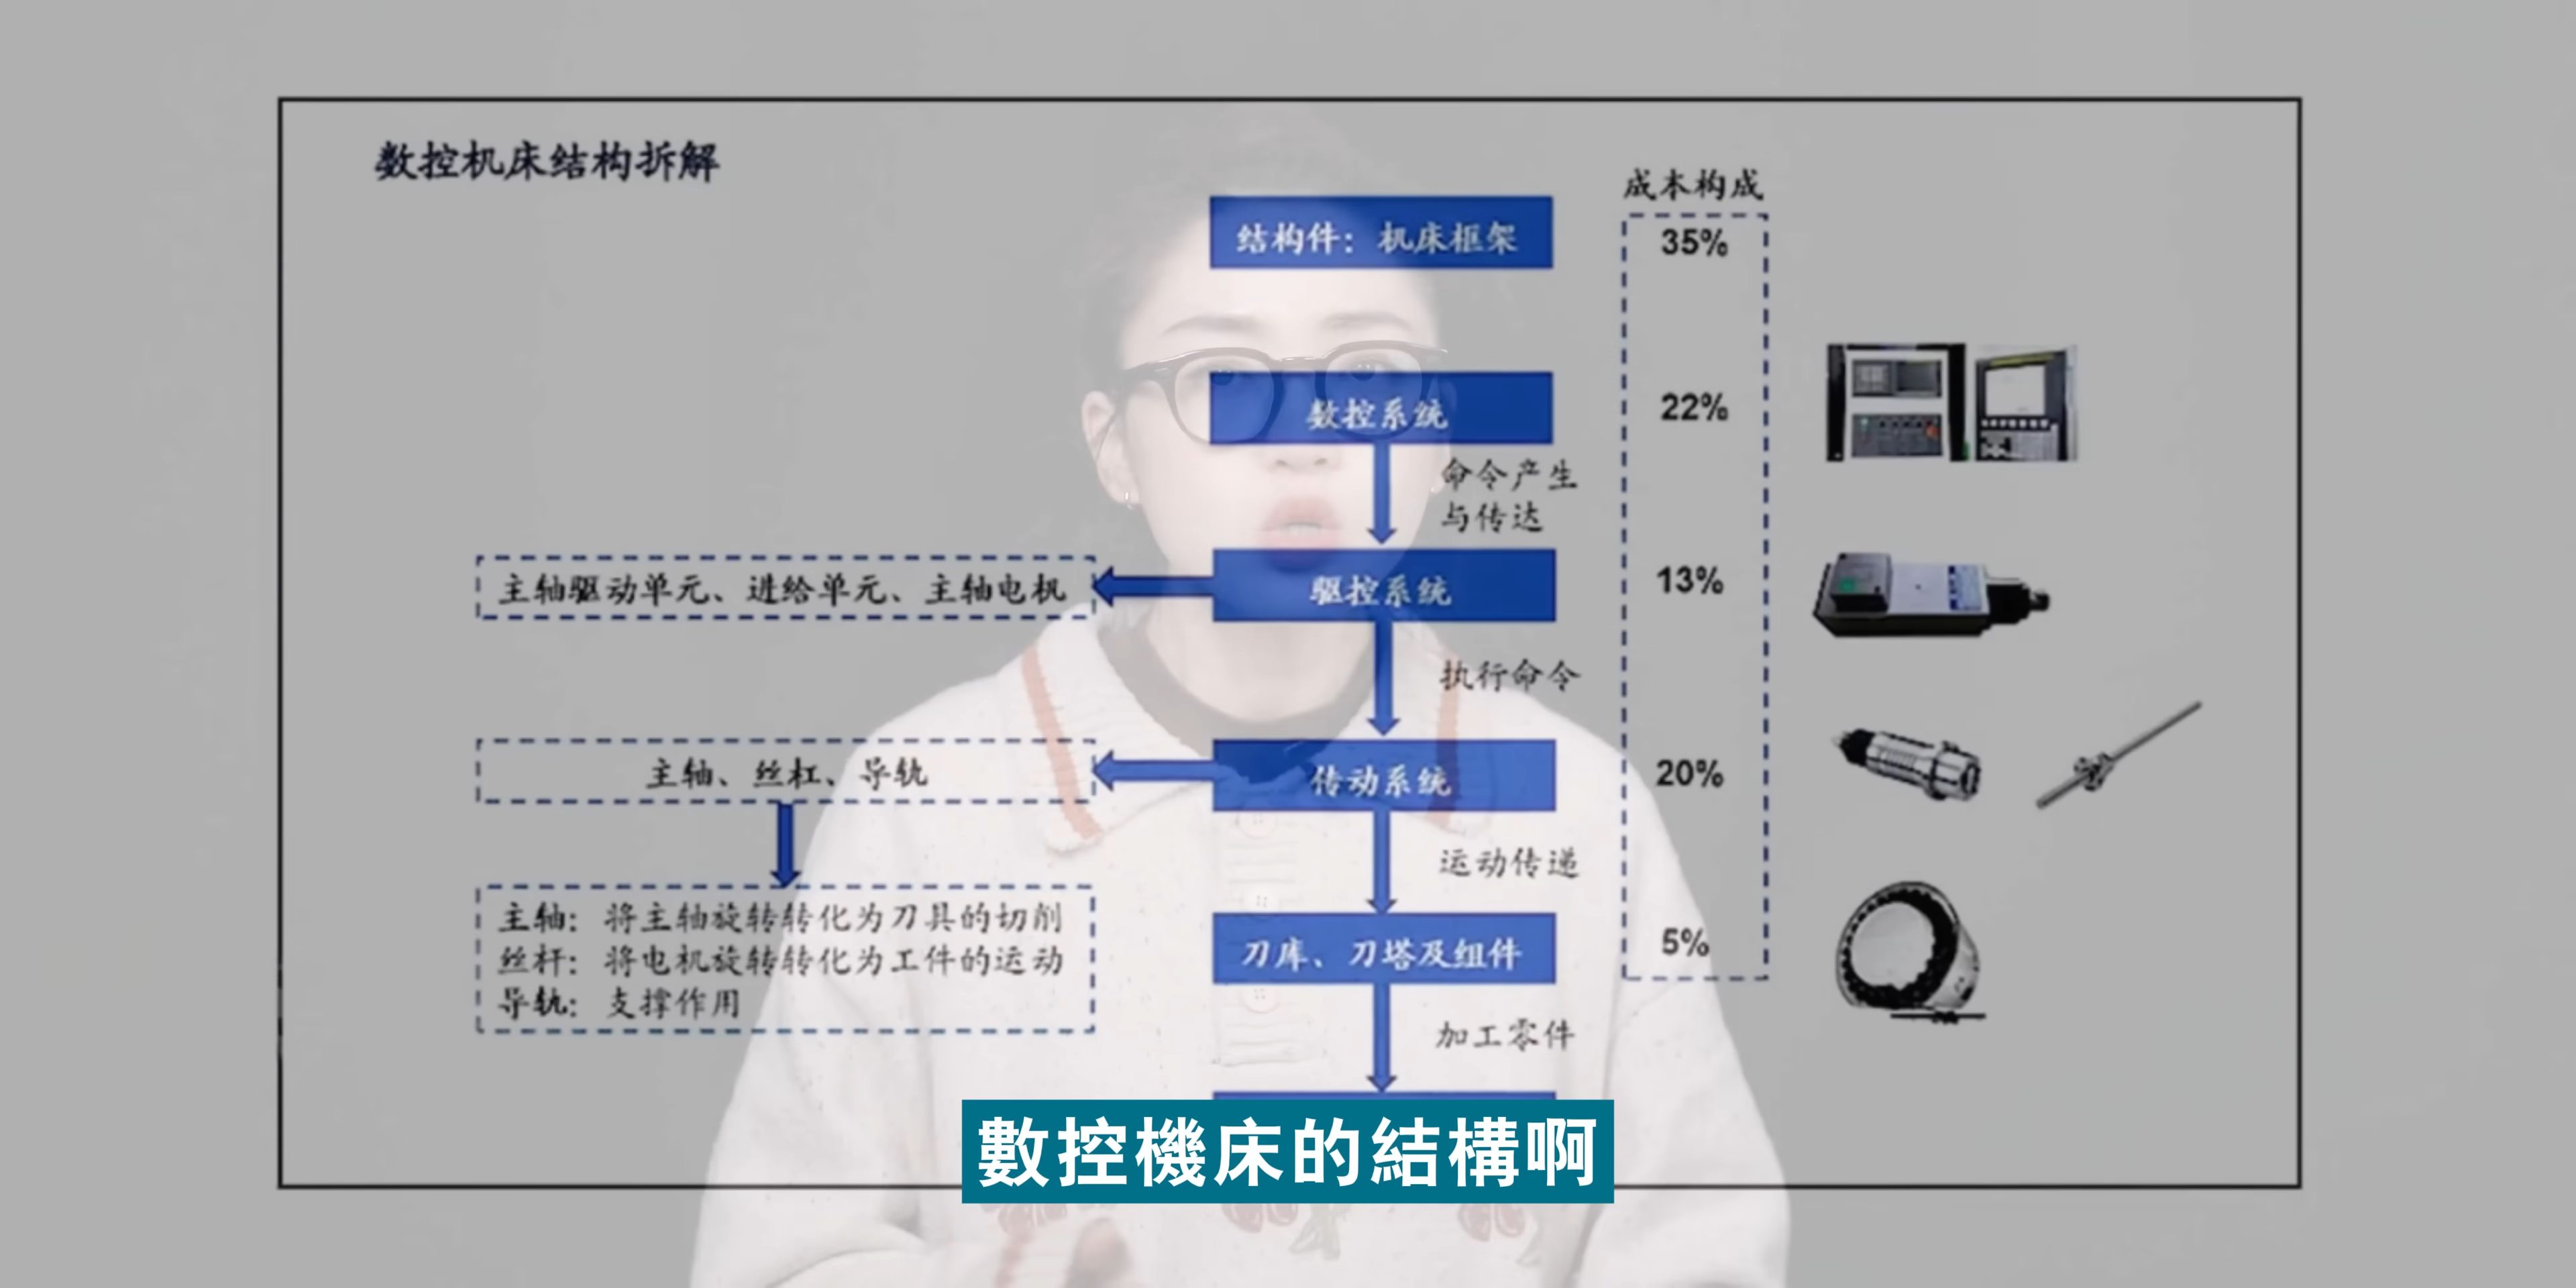 数控机床结构拆解
成本构成
结构件：机床框架
35%
数控系统
22%
命令产生
与传达
主轴驱动单元、进给单元、主轴电机
驱控系统
13%
执行命令
主轴、丝杠、导轨
传动系统
20%
运动传递
主轴：将主轴旋转转化为刀具的切削
丝杆：将电机旋转转化为工件的运动
导轨：支撑作用
刀库、刀塔及组件
5%
加工零件
數控機床的結構啊